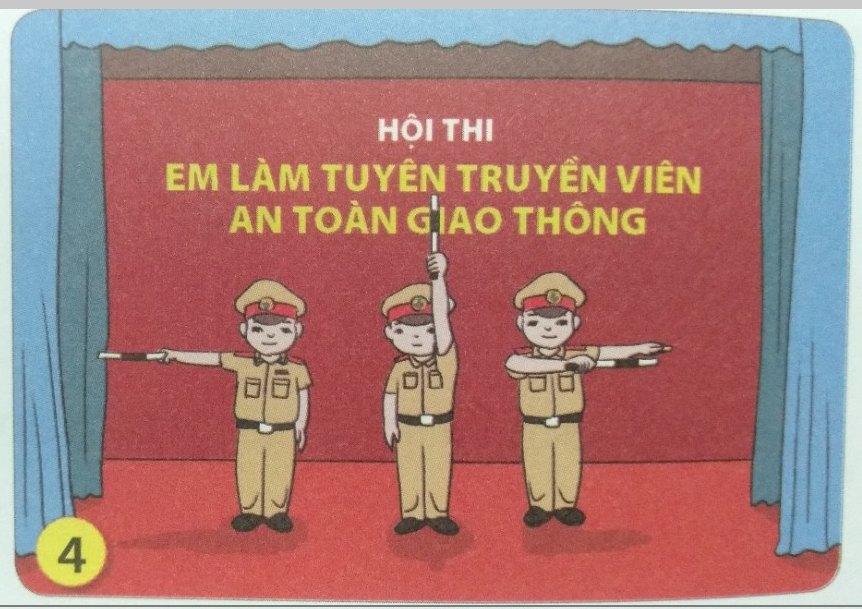 HỘI THI
EM LÀM TUYÊN TRUYỀN VIÊN
AN TOÀN GIAO THÔNG
4